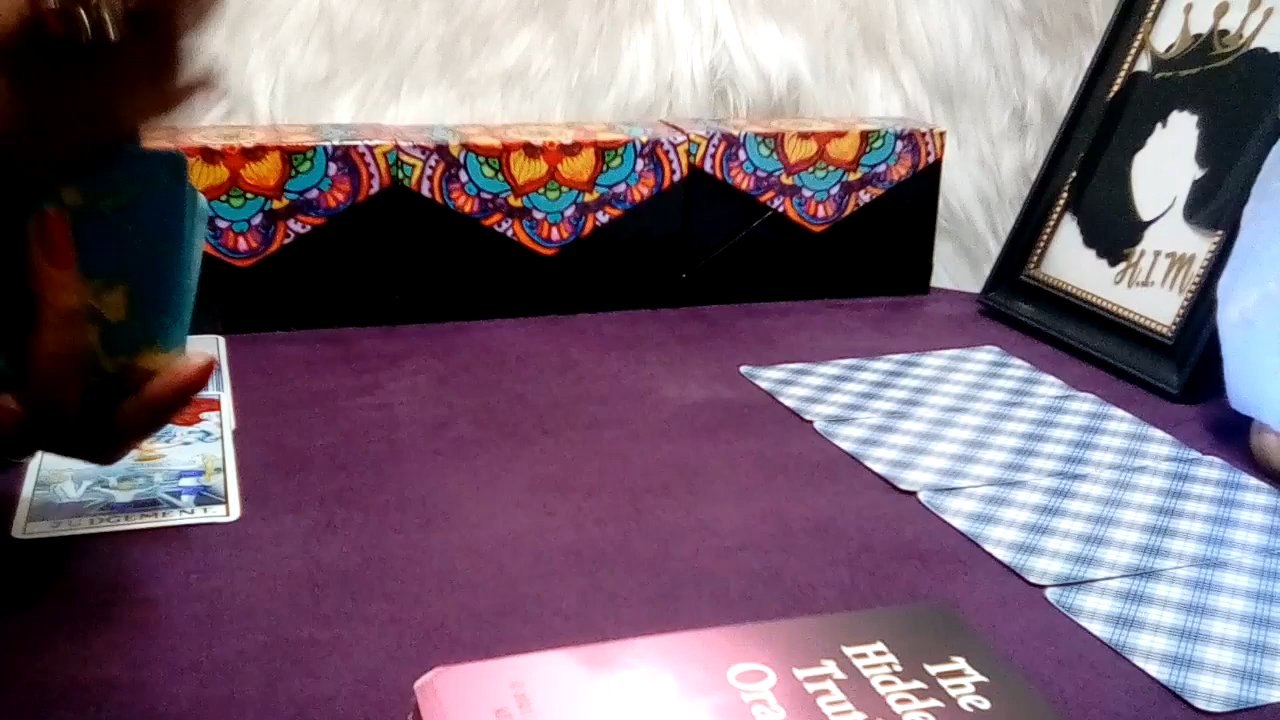 H.I.M
JUDGEMENT
The
Hidde
Tru
Ora